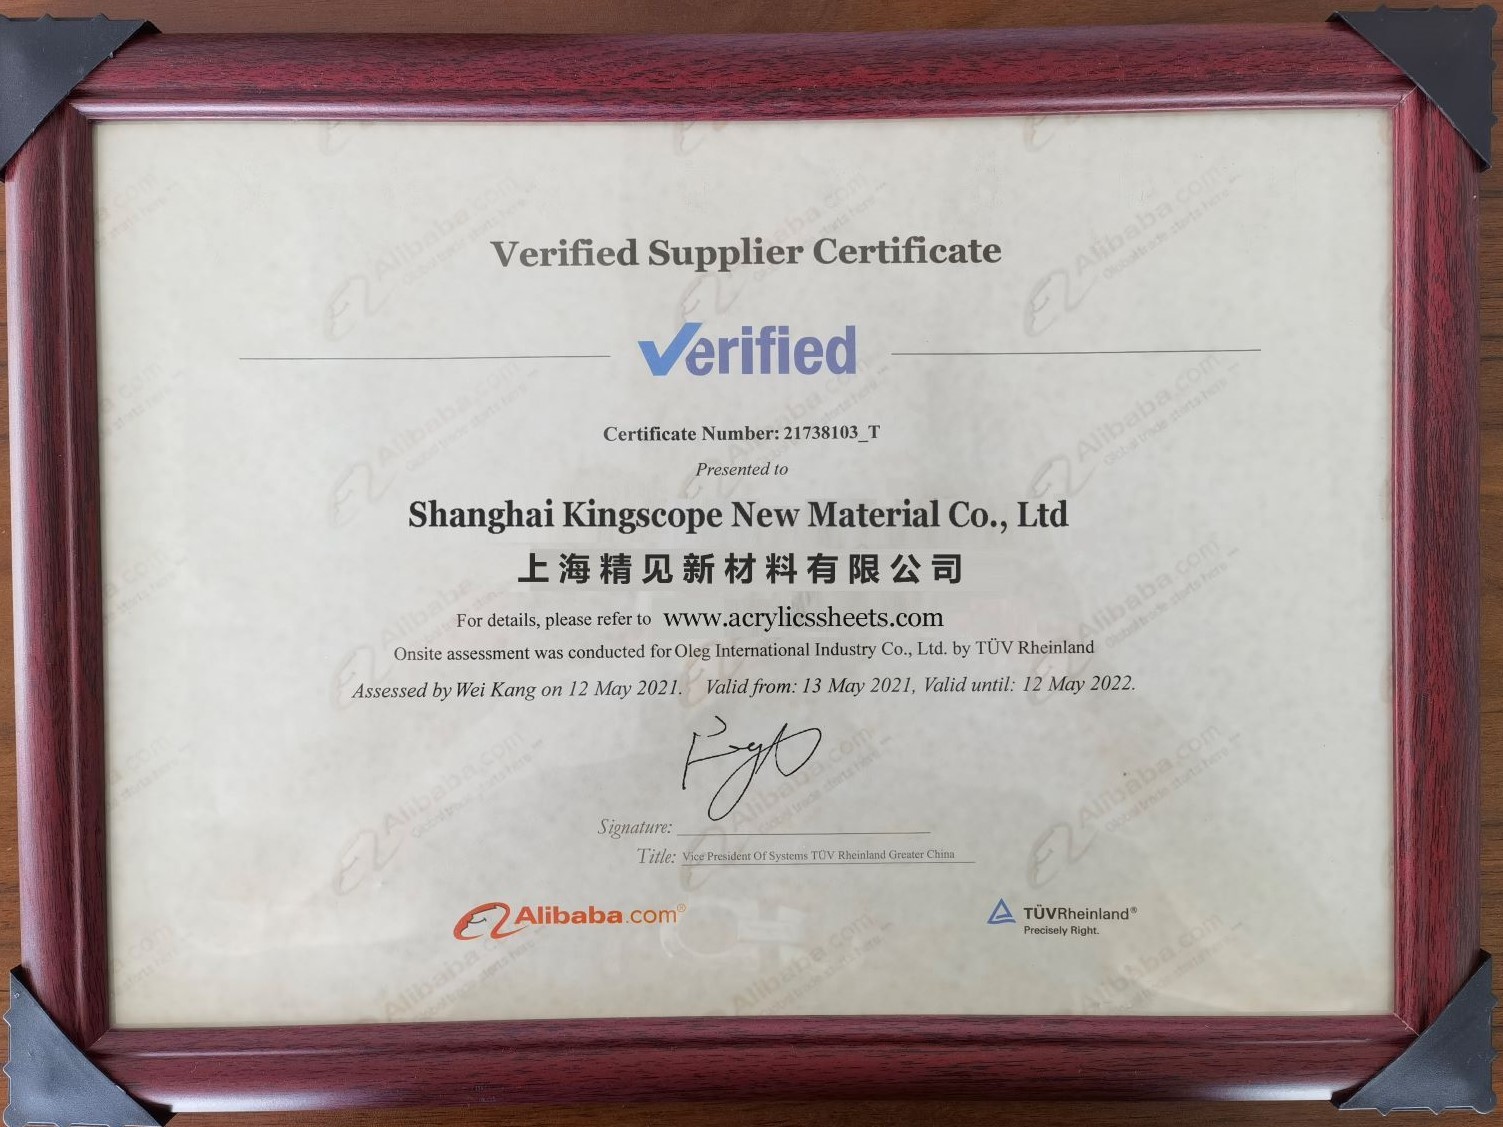 Verified Supplier Certificate
Verified
Certificate Number: 21738103_T
Presented to
Shanghai Kingscope New Material Co., Ltd
上海精见新材料有限公司
For details, please refer to www.acrylicssheets.com
Onsite assessment was conducted for Oleg International Industry Co., Ltd. by TÜV Rheinland
Assessed by Wei Kang on 12 May 2021. Valid from: 13 May 2021, Valid until: 12 May 2022.
Signature:
Title: Vice President Of Systems TÜV Rheinland Greater China
Alibaba.com®
TÜVRheinland®
Precisely Right.